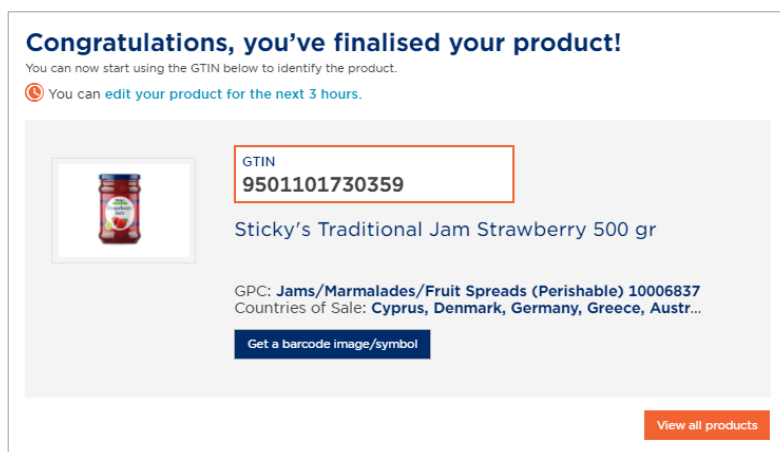 Congratulations, you’ve finalised your product!
You can now start using the GTIN below to identify the product.
You can edit your product for the next 3 hours.
GTIN
9501101730359
Sticky's Traditional Jam Strawberry 500 gr
GPC: Jams/Marmalades/Fruit Spreads (Perishable) 10006837
Countries of Sale: Cyprus, Denmark, Germany, Greece, Austr...
Get a barcode image/symbol
View all products